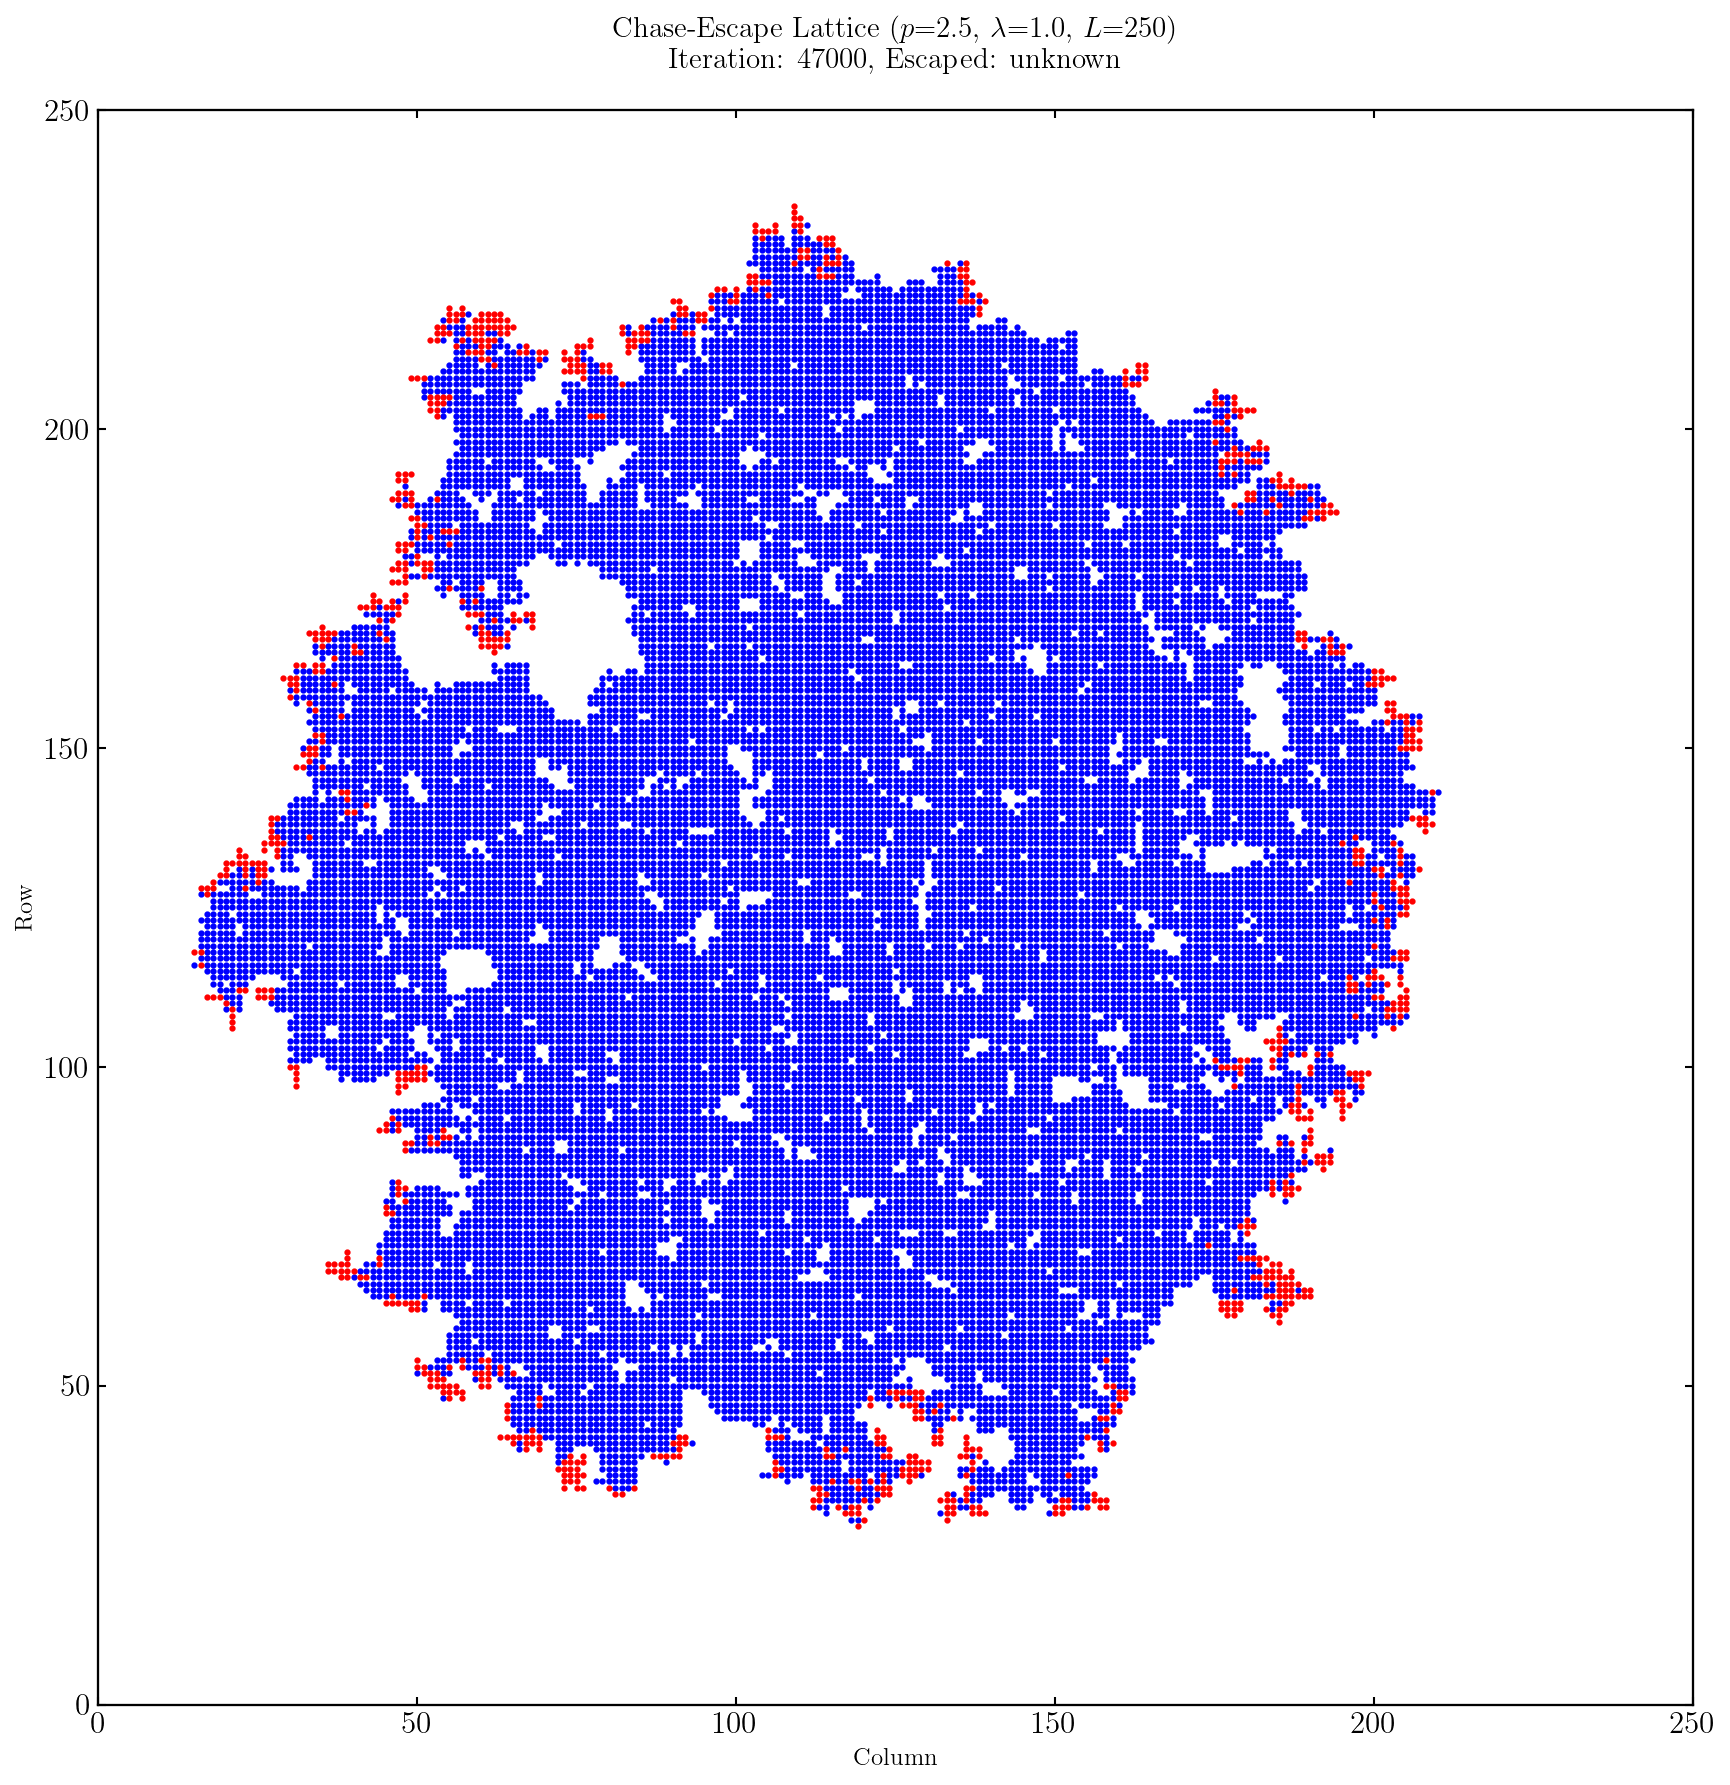 Chase-Escape Lattice (p=2.5, λ=1.0, L=250)
Iteration: 47000, Escaped: unknown
250
200
150
100
50
0
Row
0 50 100 150 200 250
Column